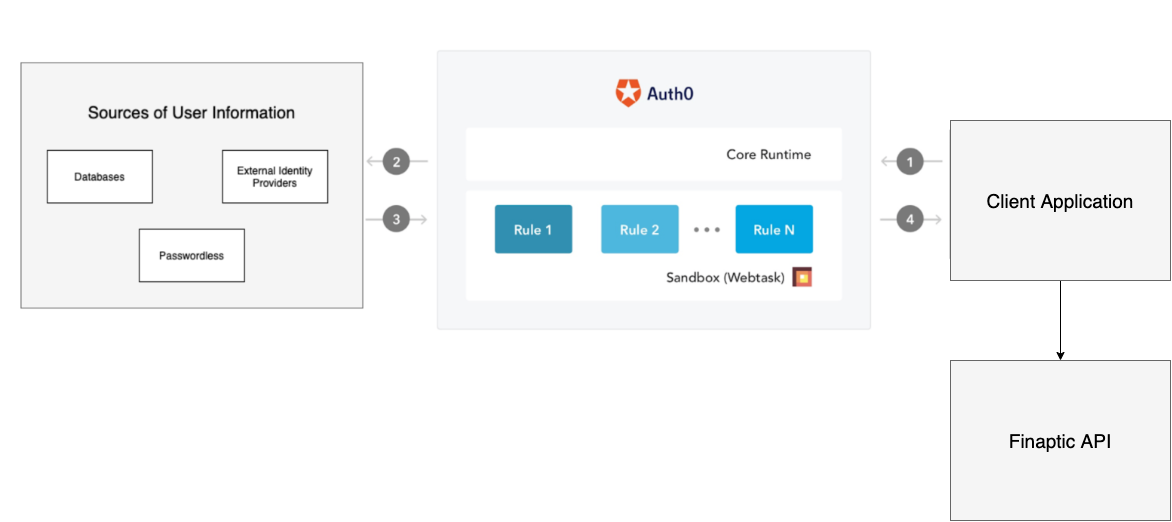 Sources of User Information
Databases
External Identity
Providers
Passwordless
2
3
Auth0
Core Runtime
Rule 1
Rule 2
Rule N
Sandbox (Webtask)
1
4
Client Application
Finaptic API